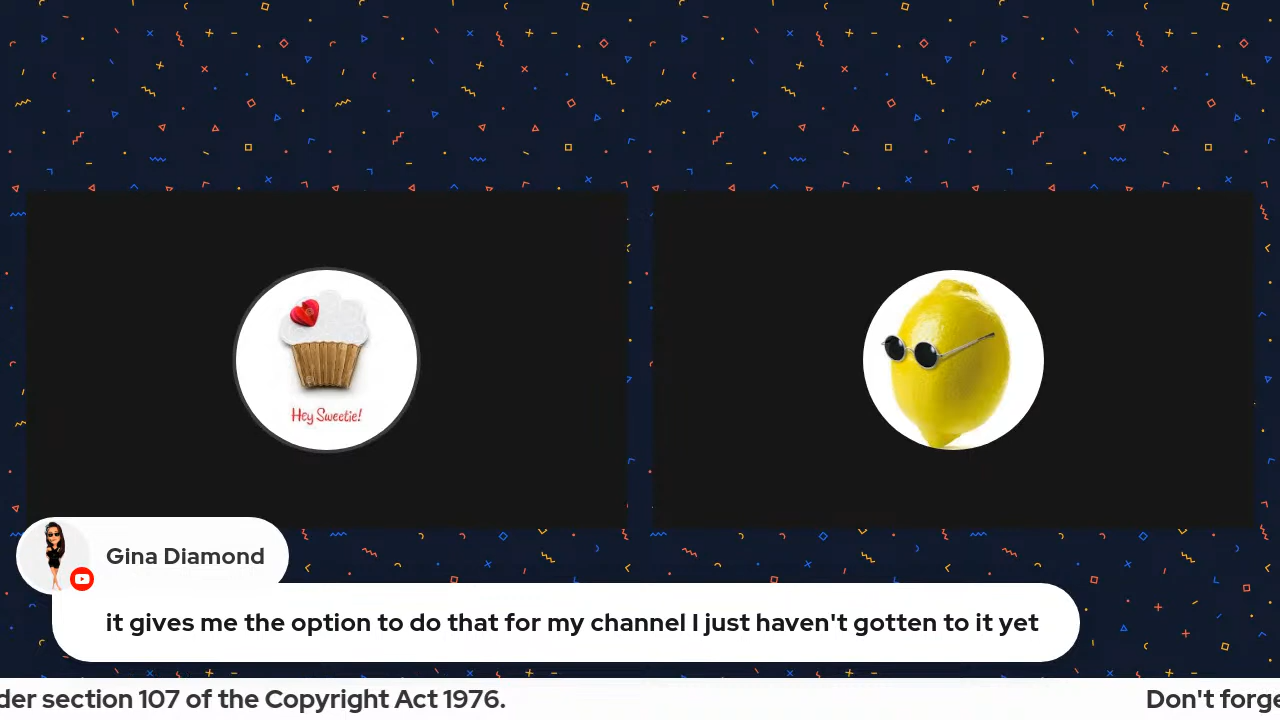 Hey Sweetie!
Gina Diamond
it gives me the option to do that for my channel I just haven't gotten to it yet
der section 107 of the Copyright Act 1976. Don't forge